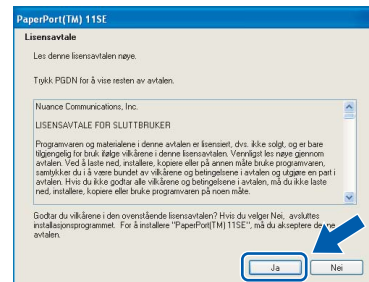 PaperPort(TM) 11SE
Lisensavtale
Les denne lisensavtalen nøye.
Trykk PGDN for å vise resten av avtalen.
Nuance Communications, Inc.
LISENSAVTALE FOR SLUTTBRUKER
Programvaren og materialene i denne avtalen er lisensiert, dvs. ikke solgt, og er bare
tilgjengelig for bruk ifølge vilkårene i denne lisensavtalen. Vennligst les nøye gjennom
avtalen. Ved å laste ned, installere, kopiere eller på annen måte bruke programvaren,
samtykker du i å være bundet av vilkårene og betingelsene i avtalen og utgjøre en part i
avtalen. Hvis du ikke godtar alle vilkårene og betingelsene i avtalen, må du ikke laste
ned, installere, kopiere eller bruke programvaren på noen måte.
Godtar du vilkårene i den ovenstående lisensavtalen? Hvis du velger Nei, avsluttes
installasjonsprogrammet. For å installere "PaperPort(TM) 11SE", må du akseptere denne
avtalen.
Ja
Nei